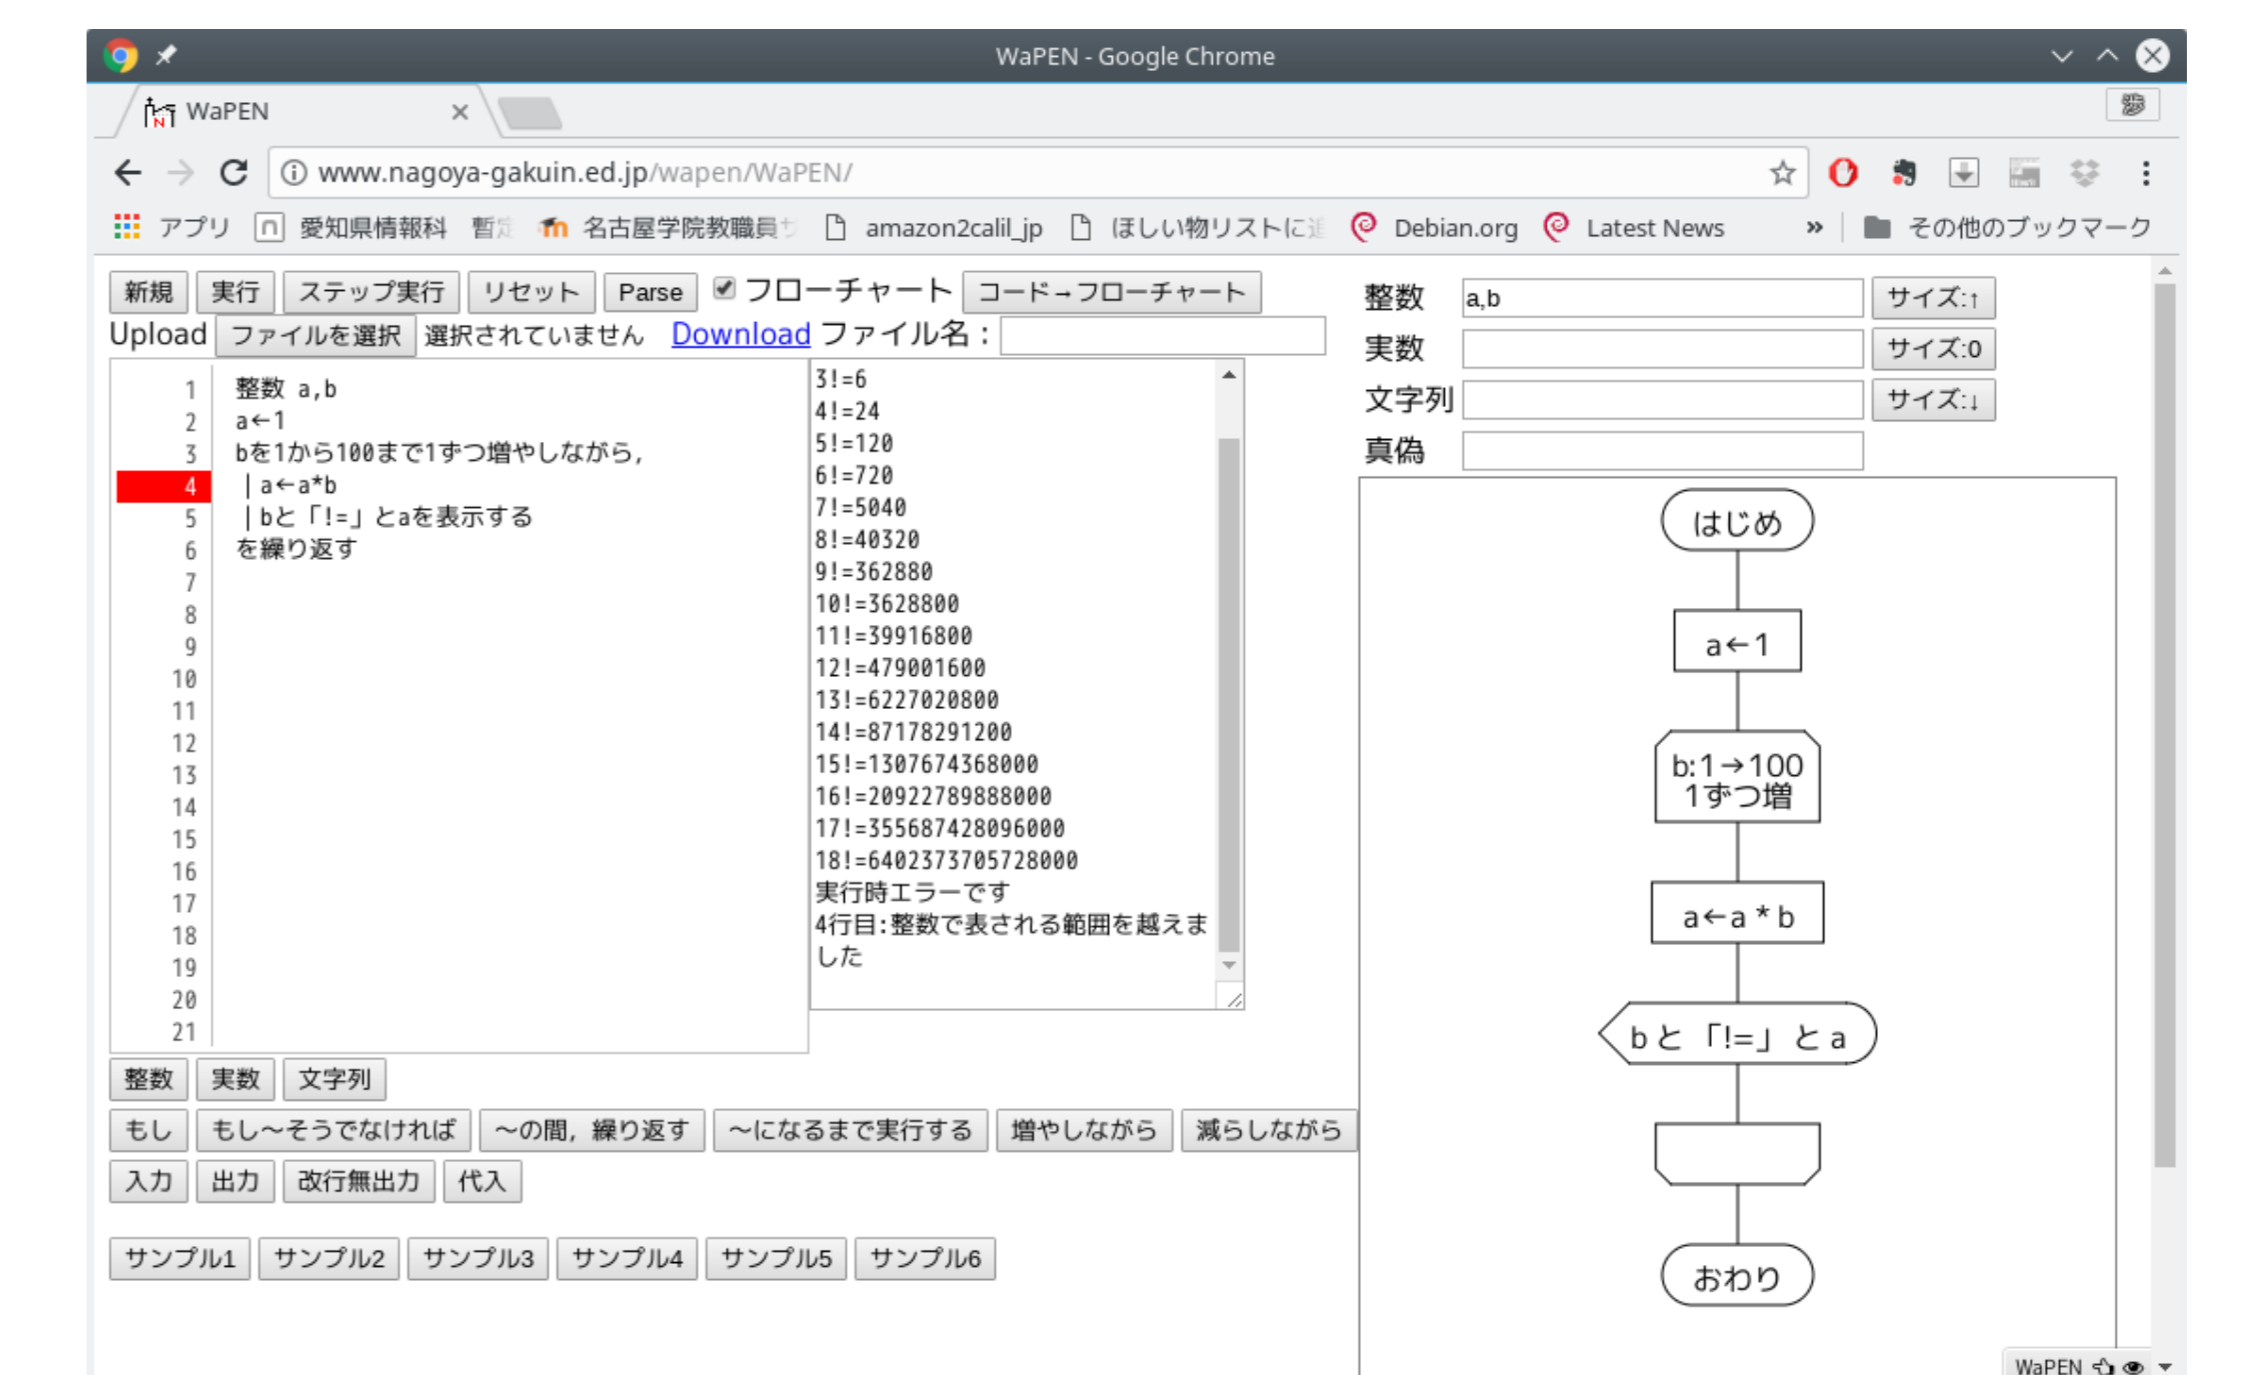 WaPEN - Google Chrome
WaPEN
www.nagoya-gakuin.ed.jp/wapen/WaPEN/
アプリ 愛知県情報科 暫定 名古屋学院教職員サ amazon2calil_jp ほしい物リストに追 Debian.org Latest News » その他のブックマーク
新規 実行 ステップ実行 リセット Parse フローチャート コード→フローチャート
Upload ファイルを選択 選択されていません Download ファイル名：
1 整数 a,b
2 a←1
3 bを1から100まで1ずつ増やしながら,
4 |a←a*b
5 |bと「!=」とaを表示する
6 を繰り返す
7
8
9
10
11
12
13
14
15
16
17
18
19
20
21
3!=6
4!=24
5!=120
6!=720
7!=5040
8!=40320
9!=362880
10!=3628800
11!=39916800
12!=479001600
13!=6227020800
14!=87178291200
15!=1307674368000
16!=20922789888000
17!=355687428096000
18!=6402373705728000
実行時エラーです
4行目:整数で表される範囲を越えま
した
整数 実数 文字列
もし もし～そうでなければ ～の間，繰り返す ～になるまで実行する 増やしながら 減らしながら
入力 出力 改行無出力 代入
サンプル1 サンプル2 サンプル3 サンプル4 サンプル5 サンプル6
整数 a,b サイズ:↑
実数 サイズ:0
文字列 サイズ:↓
真偽
はじめ
a←1
b:1→100
1ずつ増
a←a*b
bと「!=」とa
おわり
WaPEN